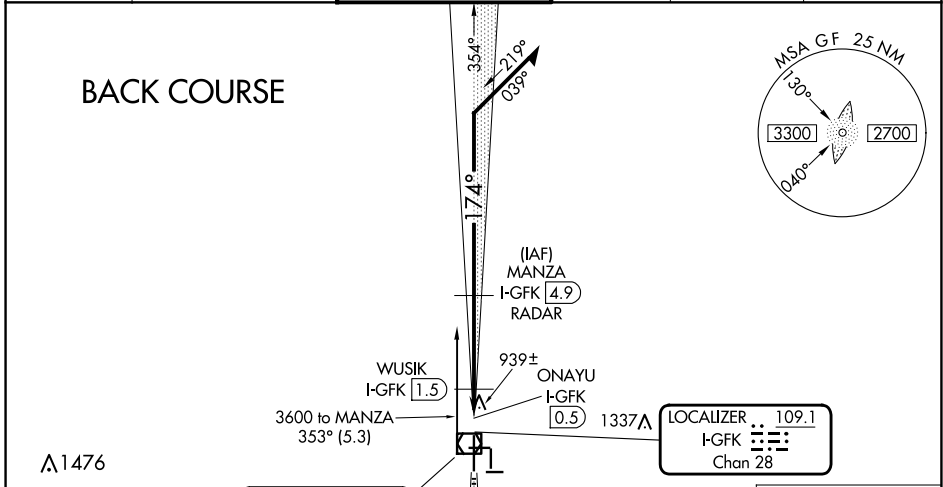 BACK COURSE
354°
219°
039°
174°
MSA GF 25 NM
130°
3300
2700
040°
(IAF)
MANZA
I-GFK 4.9
RADAR
WUSIK
I-GFK 1.5
939±
ONAYU
I-GFK
0.5
3600 to MANZA
353° (5.3)
1337
LOCALIZER 109.1
I-GFK
Chan 28
1476